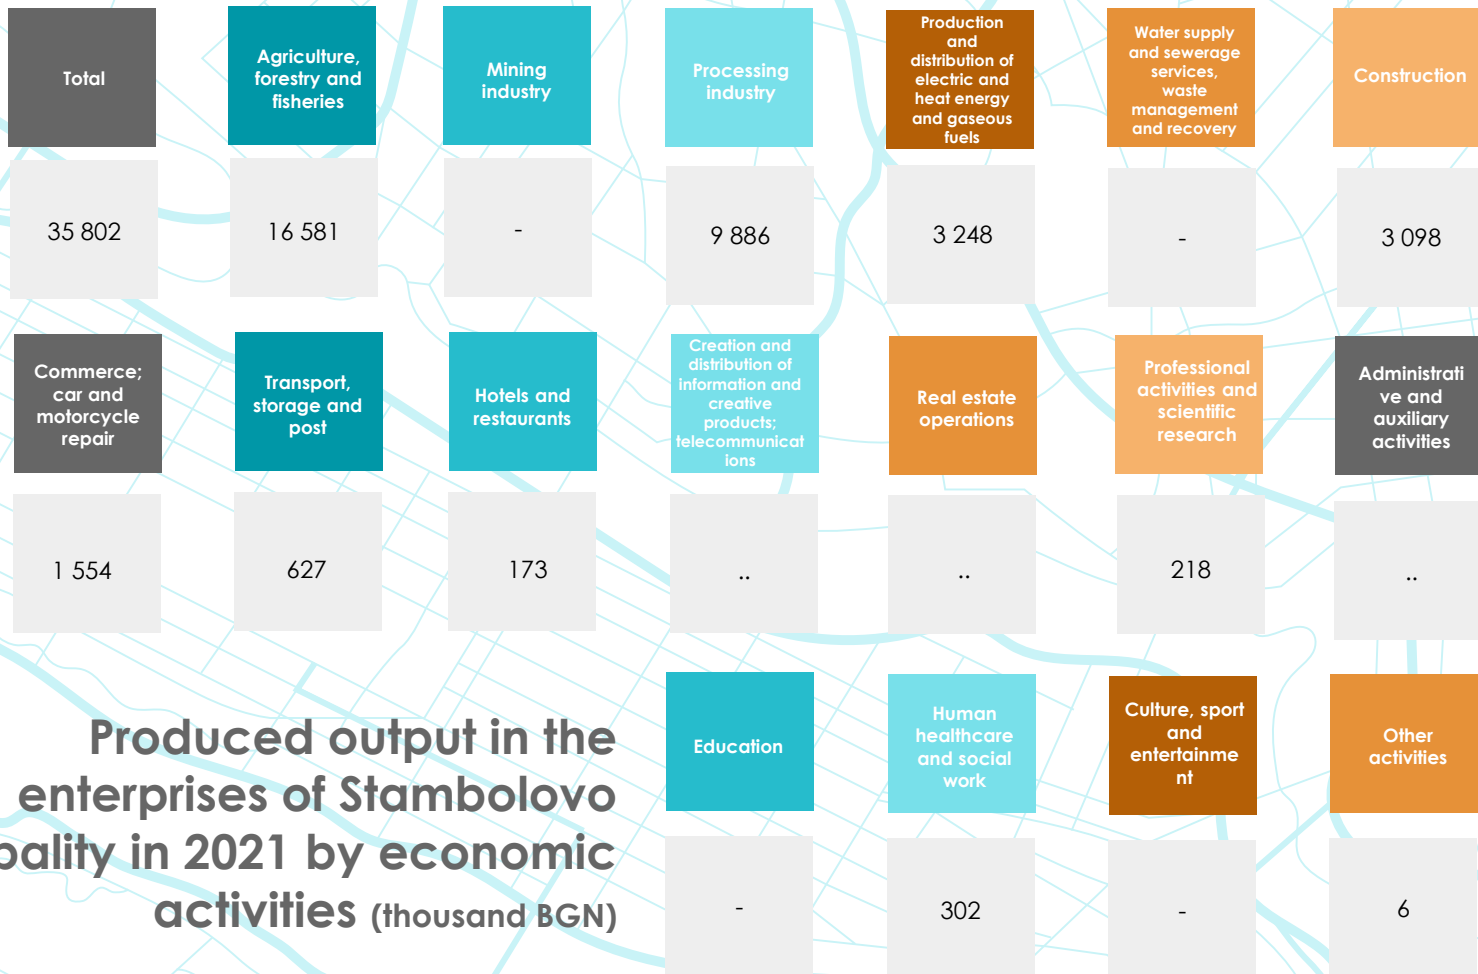 Total
Agriculture,
forestry and
fisheries
Mining
industry
Processing
industry
Production
and
distribution of
electric and
heat energy
and gaseous
fuels
Water supply
and sewerage
services,
waste
management
and recovery
Construction
35 802
16 581
-
9 886
3 248
-
3 098
Commerce;
car and
motorcycle
repair
Transport,
storage and
post
Hotels and
restaurants
Creation and
distribution of
information and
creative
products;
telecommunicat
ions
Real estate
operations
Professional
activities and
scientific
research
Administrati
ve and
auxiliary
activities
1 554
627
173
..
..
218
..
Produced output in the
enterprises of Stambolovo
pality in 2021 by economic
activities (thousand BGN)
Education
Human
healthcare
and social
work
Culture, sport
and
entertainme
nt
Other
activities
-
302
-
6